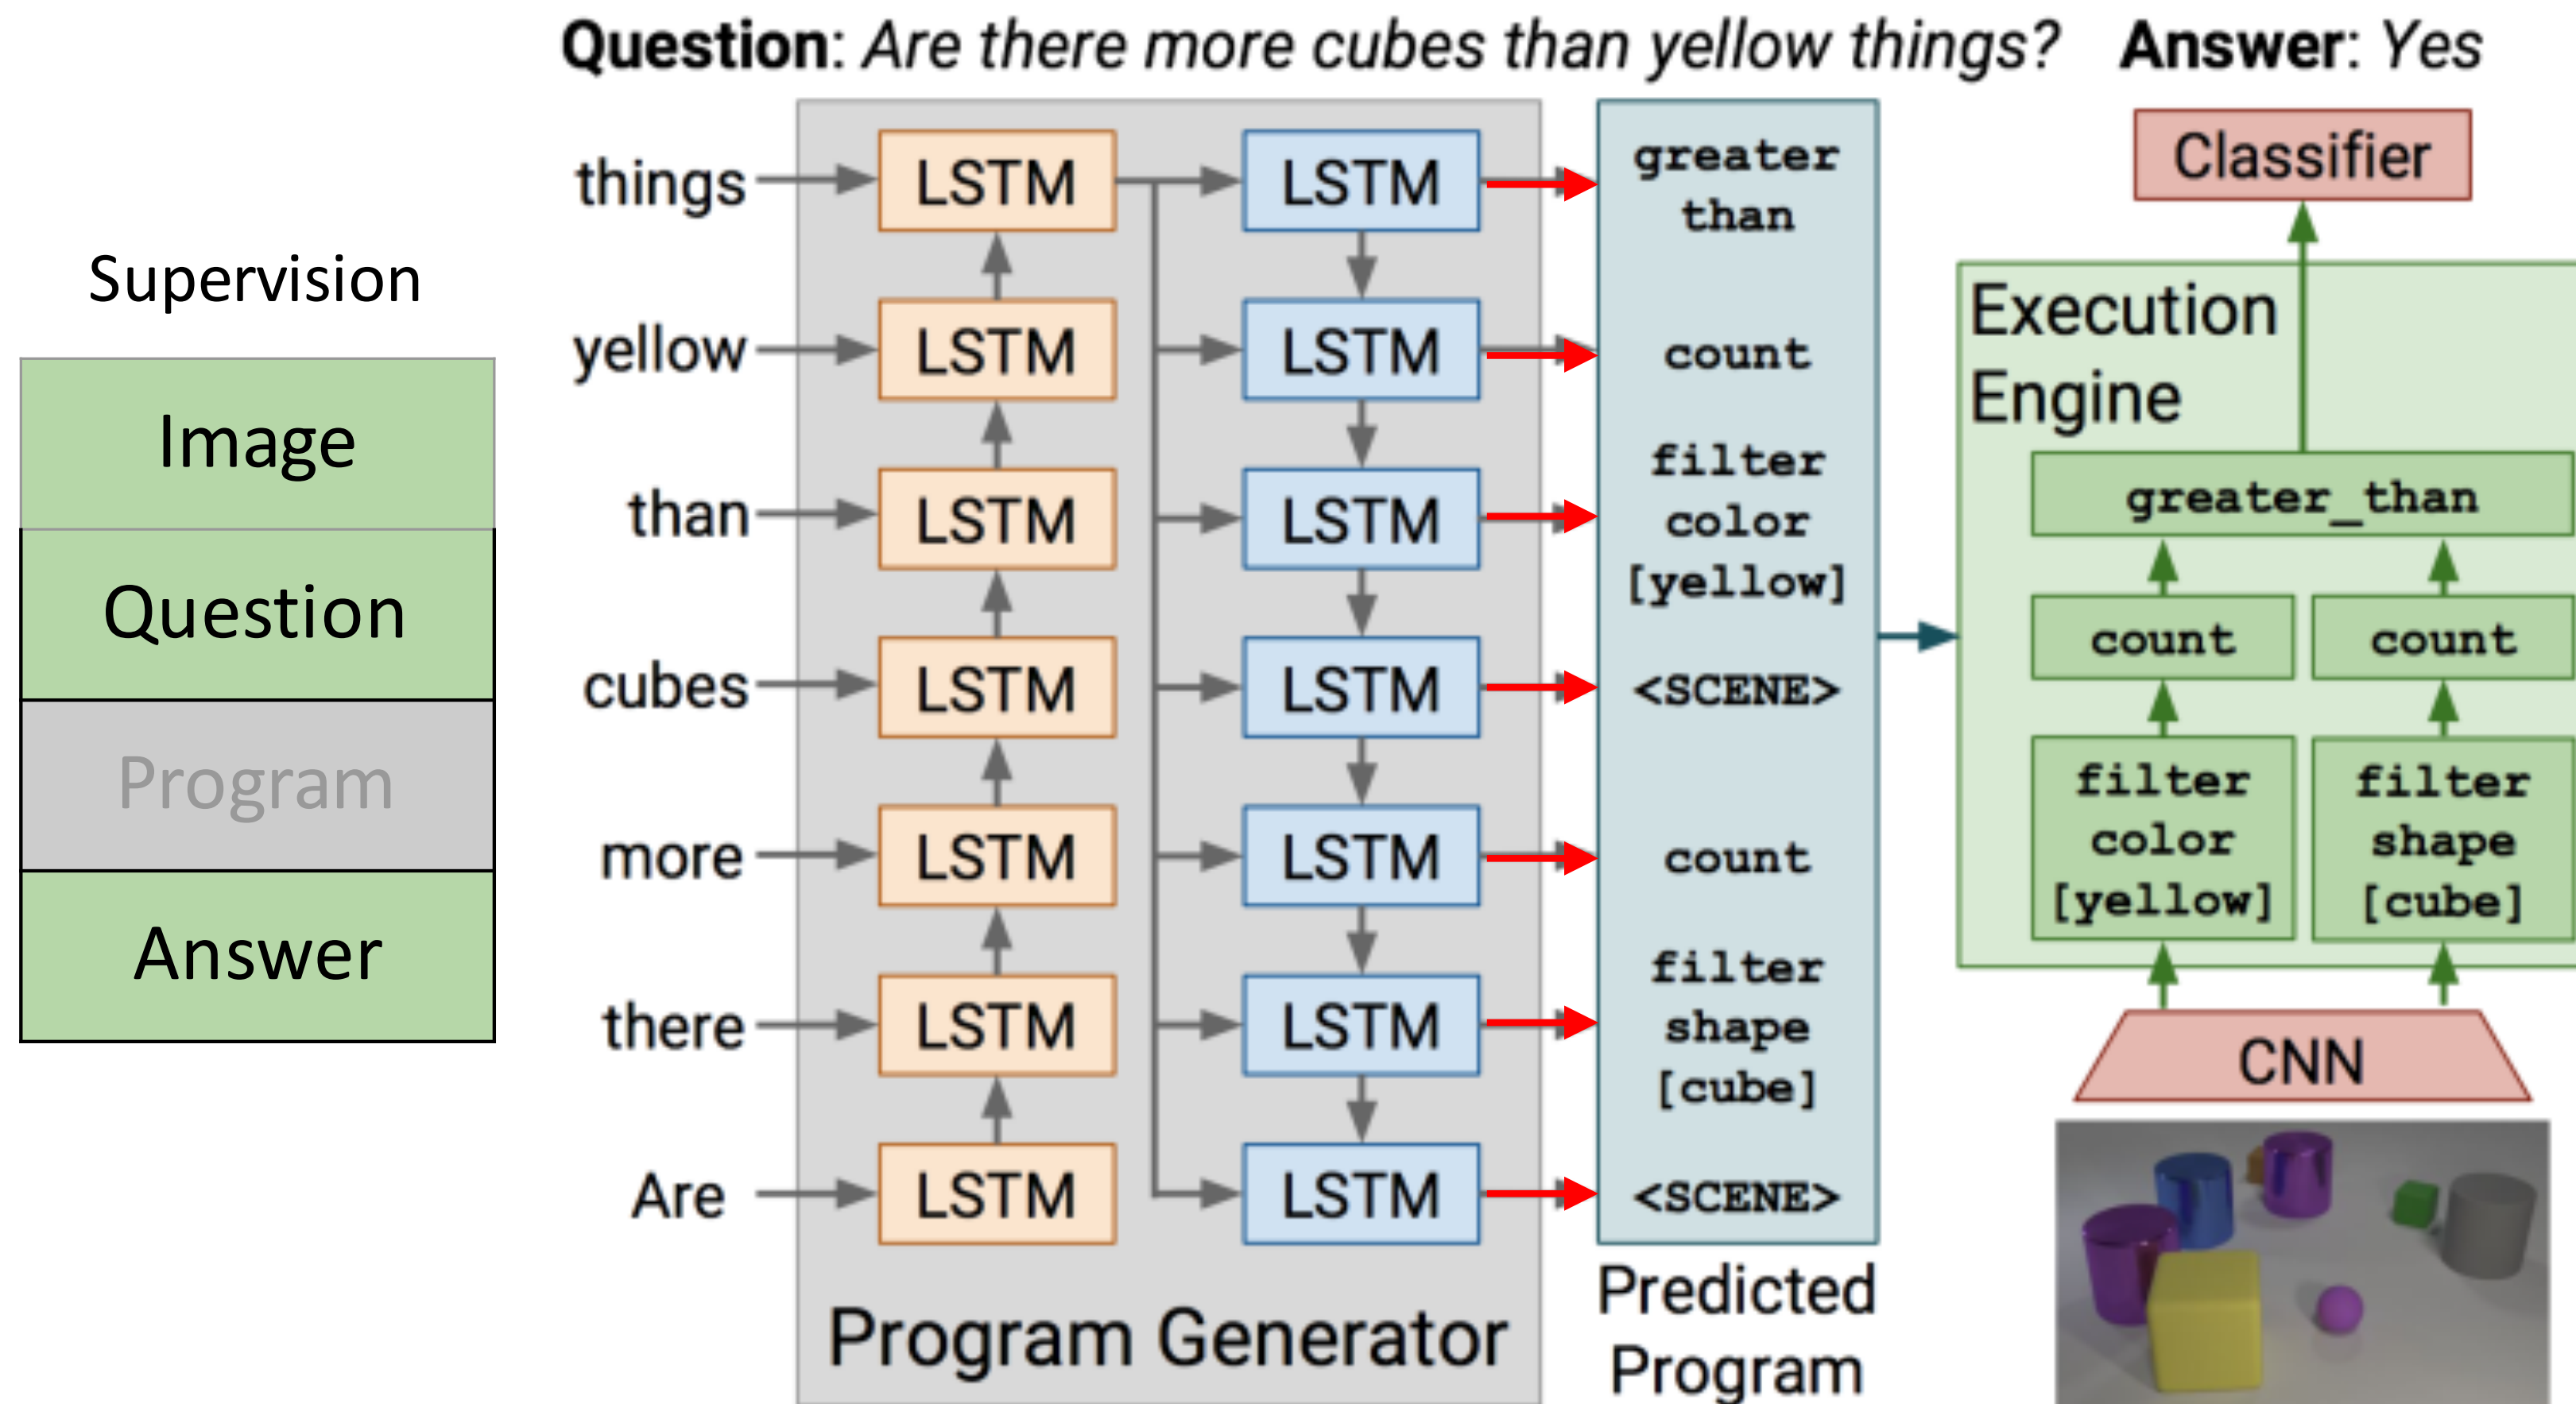 Question: Are there more cubes than yellow things? Answer: Yes
Supervision
Image
Question
Program
Answer
things
yellow
than
cubes
more
there
Are
LSTM
LSTM
LSTM
LSTM
LSTM
LSTM
LSTM
LSTM
LSTM
LSTM
LSTM
LSTM
LSTM
LSTM
Program Generator
greater
than
count
filter
color
[yellow]
<SCENE>
count
filter
shape
[cube]
<SCENE>
Predicted
Program
Classifier
Execution
Engine
greater_than
count
count
filter
color
[yellow]
filter
shape
[cube]
CNN